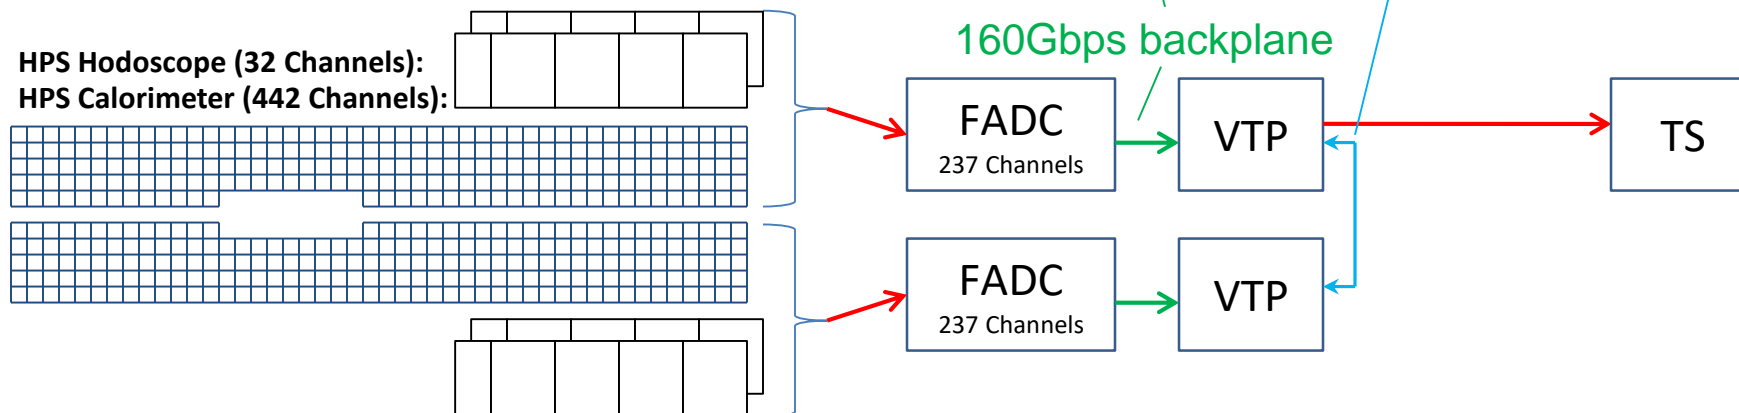 160Gbps backplane
HPS Hodoscope (32 Channels):
HPS Calorimeter (442 Channels):
FADC
237 Channels
VTP
TS
FADC
237 Channels
VTP